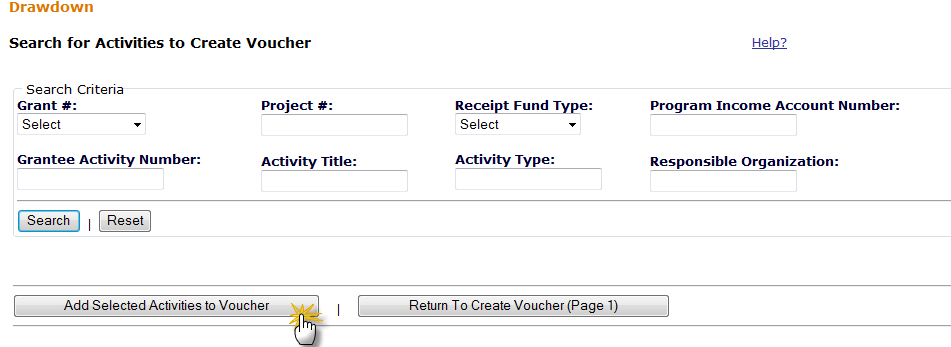 Drawdown
Search for Activities to Create Voucher Help?
Search Criteria
Grant #: Project #: Receipt Fund Type: Program Income Account Number:
Select Select
Grantee Activity Number: Activity Title: Activity Type: Responsible Organization:
Search | Reset
Add Selected Activities to Voucher | Return To Create Voucher (Page 1)